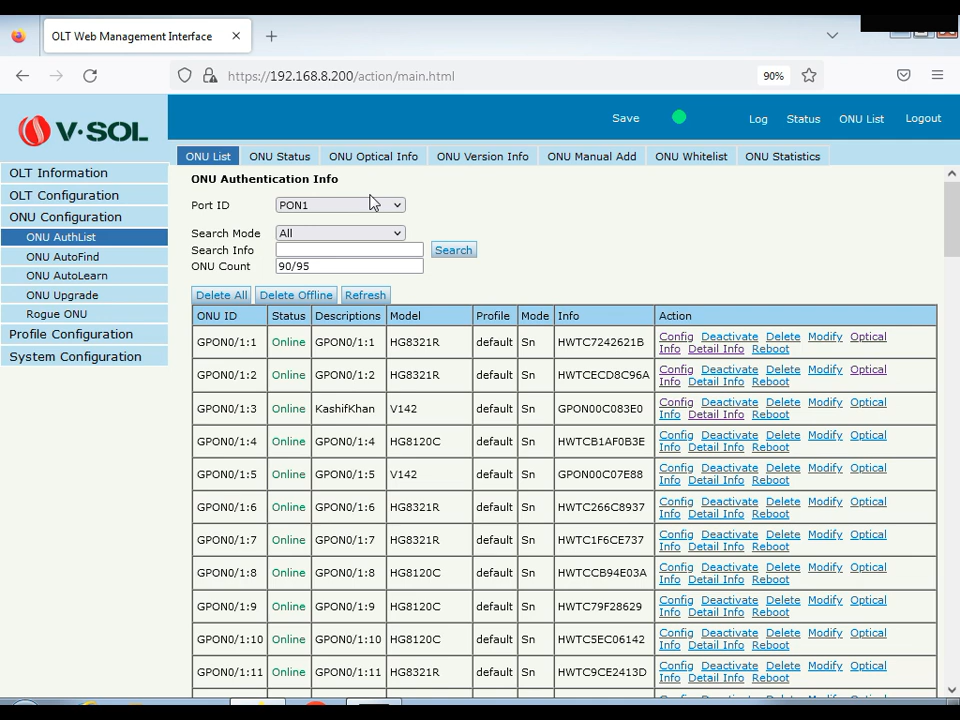 OLT Web Management Interface
https://192.168.8.200/action/main.html
90%
V·SOL
Save
Log Status ONU List Logout
OLT Information
OLT Configuration
ONU Configuration
ONU AuthList
ONU AutoFind
ONU AutoLearn
ONU Upgrade
Rogue ONU
Profile Configuration
System Configuration
ONU List ONU Status ONU Optical Info ONU Version Info ONU Manual Add ONU Whitelist ONU Statistics
ONU Authentication Info
Port ID PON1
Search Mode All
Search Info Search
ONU Count 90/95
Delete All Delete Offline Refresh
ONU ID Status Descriptions Model Profile Mode Info Action
GPON0/1:1 Online GPON0/1:1 HG8321R default Sn HWTC7242621B Config Deactivate Delete Modify Optical
Info Detail Info Reboot
GPON0/1:2 Online GPON0/1:2 HG8321R default Sn HWTCECD8C96A Config Deactivate Delete Modify Optical
Info Detail Info Reboot
GPON0/1:3 Online KashifKhan V142 default Sn GPON00C083E0 Config Deactivate Delete Modify Optical
Info Detail Info Reboot
GPON0/1:4 Online GPON0/1:4 HG8120C default Sn HWTCB1AF0B3E Config Deactivate Delete Modify Optical
Info Detail Info Reboot
GPON0/1:5 Online GPON0/1:5 V142 default Sn GPON00C07E88 Config Deactivate Delete Modify Optical
Info Detail Info Reboot
GPON0/1:6 Online GPON0/1:6 HG8321R default Sn HWTC266C8937 Config Deactivate Delete Modify Optical
Info Detail Info Reboot
GPON0/1:7 Online GPON0/1:7 HG8321R default Sn HWTC1F6CE737 Config Deactivate Delete Modify Optical
Info Detail Info Reboot
GPON0/1:8 Online GPON0/1:8 HG8120C default Sn HWTCCB94E03A Config Deactivate Delete Modify Optical
Info Detail Info Reboot
GPON0/1:9 Online GPON0/1:9 HG8120C default Sn HWTC79F28629 Config Deactivate Delete Modify Optical
Info Detail Info Reboot
GPON0/1:10 Online GPON0/1:10 HG8120C default Sn HWTC5EC06142 Config Deactivate Delete Modify Optical
Info Detail Info Reboot
GPON0/1:11 Online GPON0/1:11 HG8321R default Sn HWTC9CE2413D Config Deactivate Delete Modify Optical
Info Detail Info Reboot